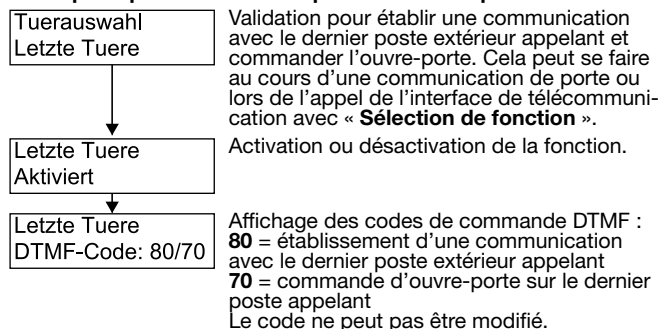 Tuerauswahl
Letzte Tuere
Validation pour établir une communication
avec le dernier poste extérieur appelant et
commander l'ouvre-porte. Cela peut se faire
au cours d'une communication de porte ou
lors de l'appel de l'interface de télécommuni-
cation avec « Sélection de fonction ».
Letzte Tuere
Aktiviert
Activation ou désactivation de la fonction.
Letzte Tuere
DTMF-Code: 80/70
Affichage des codes de commande DTMF :
80 = établissement d'une communication
avec le dernier poste extérieur appelant
70 = commande d'ouvre-porte sur le dernier
poste appelant
Le code ne peut pas être modifié.